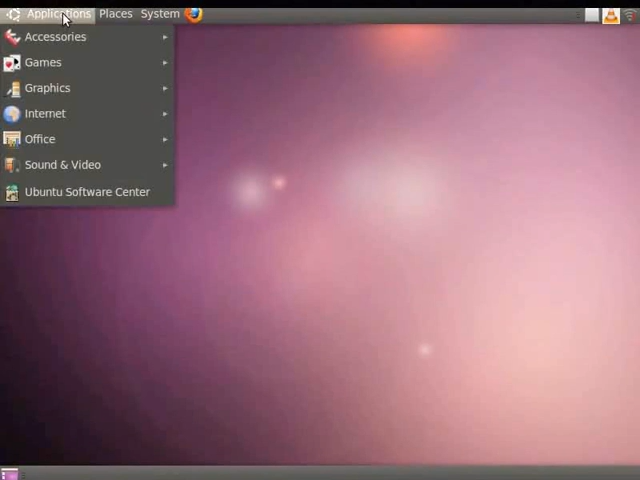 Applications Places System
Accessories
Games
Graphics
Internet
Office
Sound & Video
Ubuntu Software Center